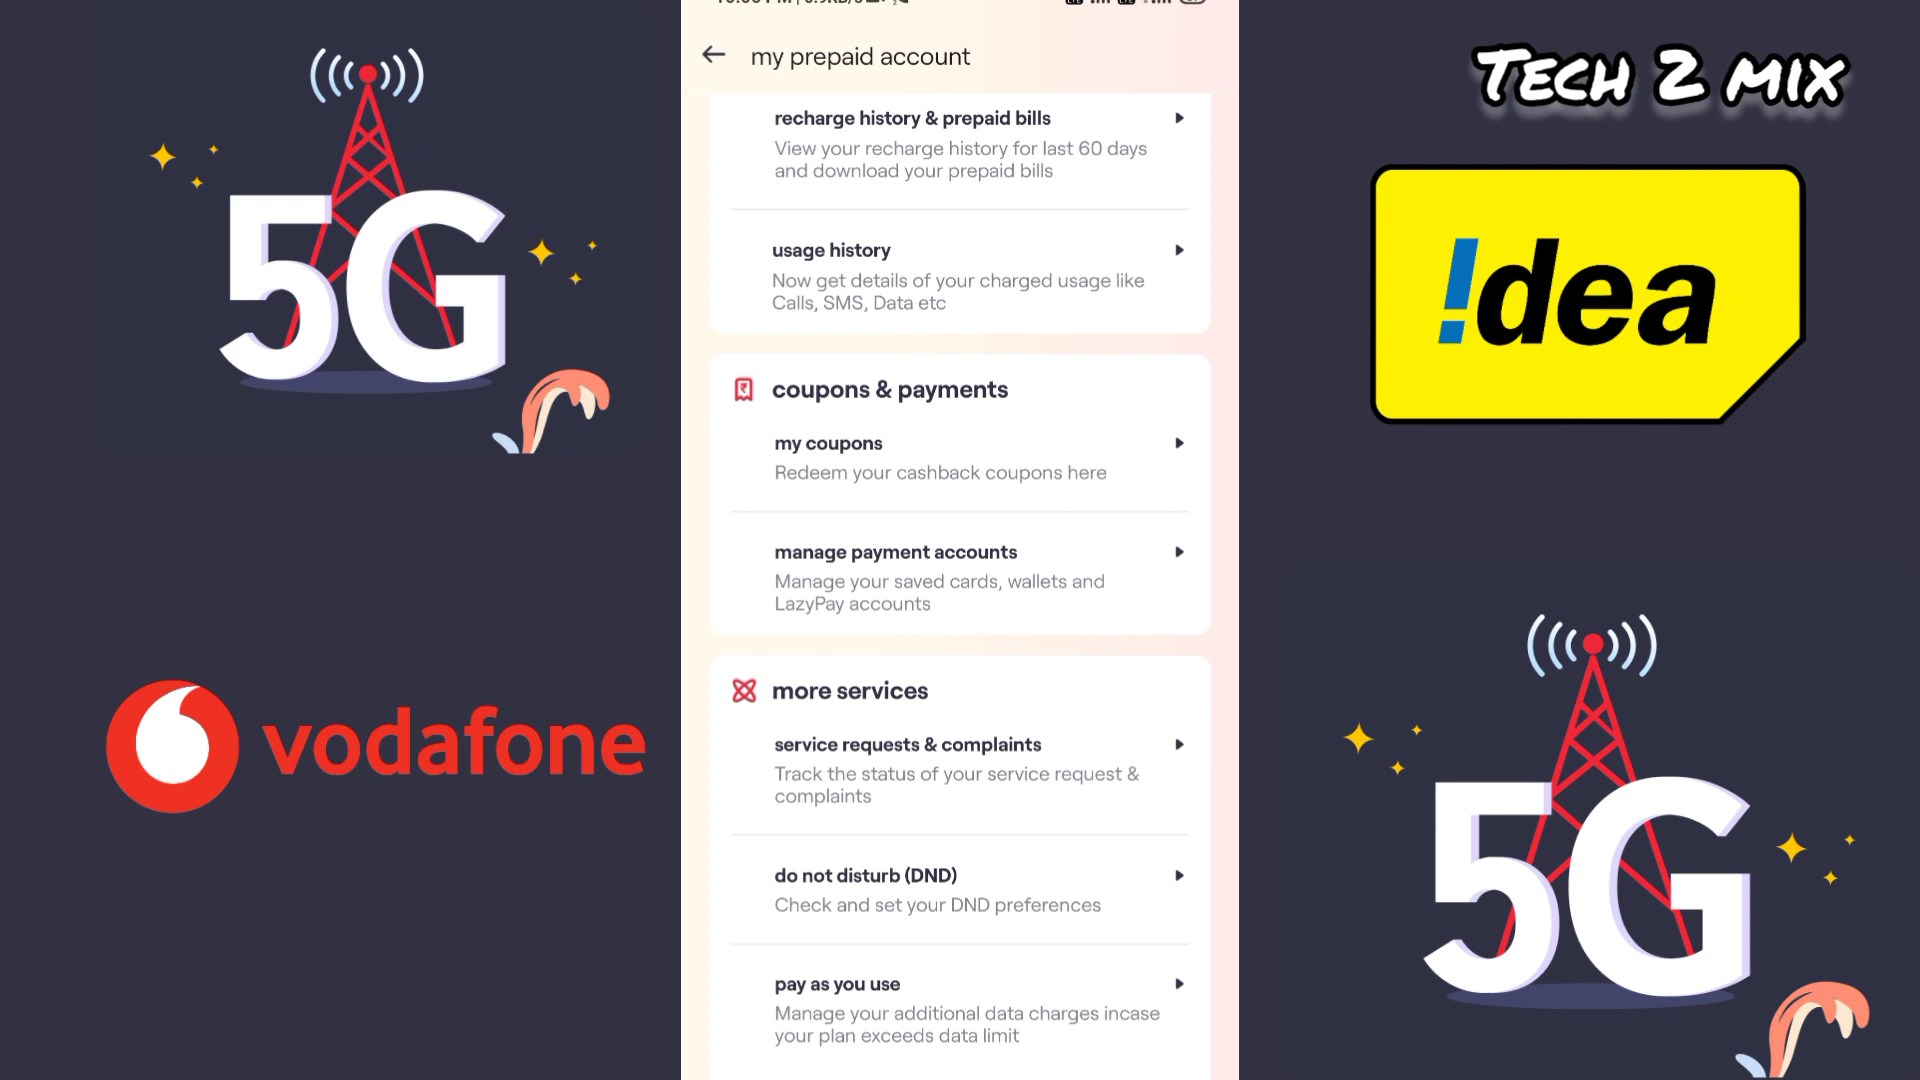 my prepaid account
recharge history & prepaid bills
View your recharge history for last 60 days
and download your prepaid bills
usage history
Now get details of your charged usage like
Calls, SMS, Data etc
coupons & payments
my coupons
Redeem your cashback coupons here
manage payment accounts
Manage your saved cards, wallets and
LazyPay accounts
more services
service requests & complaints
Track the status of your service request &
complaints
do not disturb (DND)
Check and set your DND preferences
pay as you use
Manage your additional data charges incase
your plan exceeds data limit
5G
vodafone
Tech 2 mix
!dea
5G